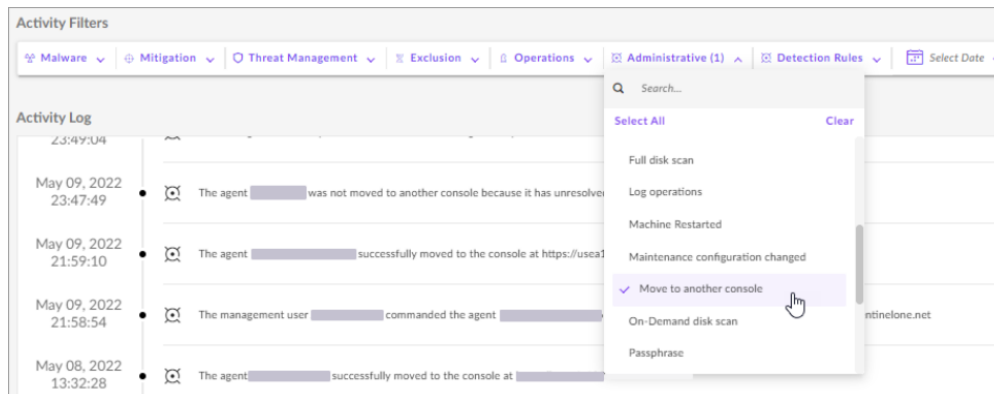 Activity Filters
Malware Mitigation Threat Management Exclusion Operations Administrative (1) Detection Rules Select Date
Search...
Activity Log
Select All Clear
23:49:04
Full disk scan
May 09, 2022
23:47:49
The agent was not moved to another console because it has unresolve
Log operations
Machine Restarted
May 09, 2022
21:59:10
The agent successfully moved to the console at https://usea1
Maintenance configuration changed
Move to another console
May 09, 2022
21:58:54
The management user commanded the agent ntinelone.net
On-Demand disk scan
Passphrase
May 08, 2022
13:32:28
The agent successfully moved to the console at